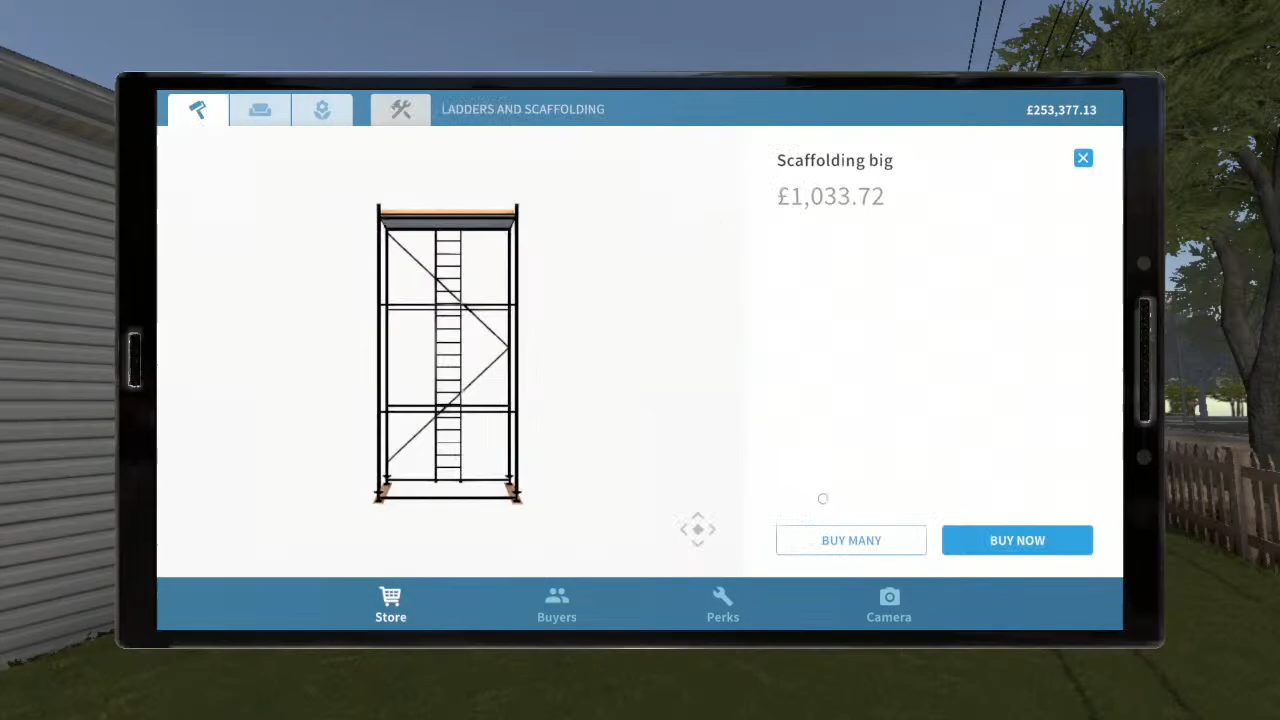 LADDERS AND SCAFFOLDING
£253,377.13
Scaffolding big
£1,033.72
BUY MANY
BUY NOW
Store
Buyers
Perks
Camera